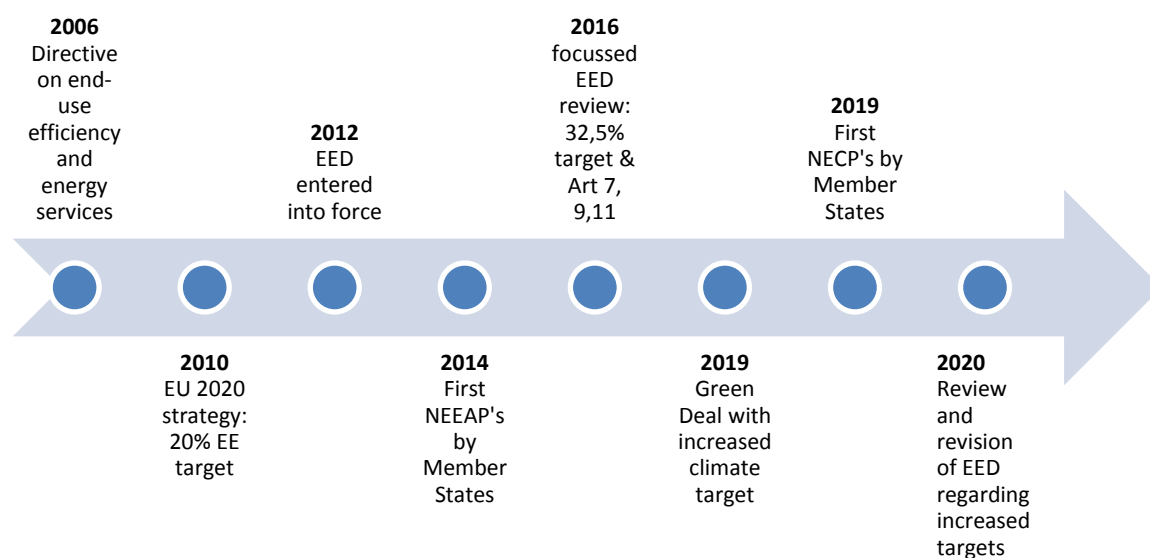 2006
Directive
on end-
use
efficiency
and
energy
services
2010
EU 2020
strategy:
20% EE
target
2012
EED
entered
into force
2014
First
NEEAP's
by
Member
States
2016
focussed
EED
review:
32,5%
target &
Art 7,
9,11
2019
Green
Deal with
increased
climate
target
2019
First
NECP's by
Member
States
2020
Review
and
revision
of EED
regarding
increased
targets